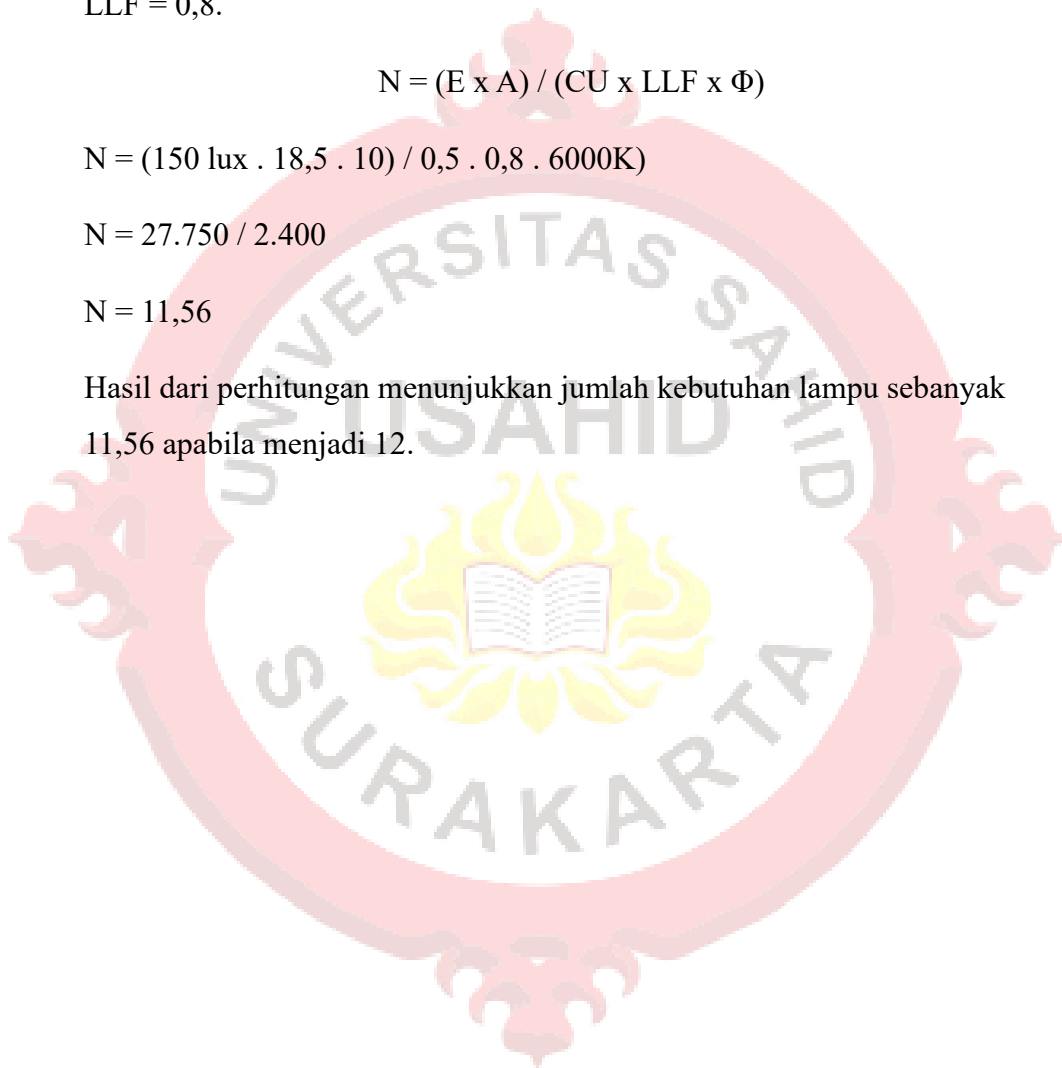 LLF = 0,8.
N = (E x A) / (CU x LLF x Φ)
N = (150 lux . 18,5 . 10) / 0,5 . 0,8 . 6000K)
N = 27.750 / 2.400
N = 11,56
Hasil dari perhitungan menunjukkan jumlah kebutuhan lampu sebanyak
11,56 apabila menjadi 12.
UNIVERSITAS SAHID
USAHID
SURAKARTA